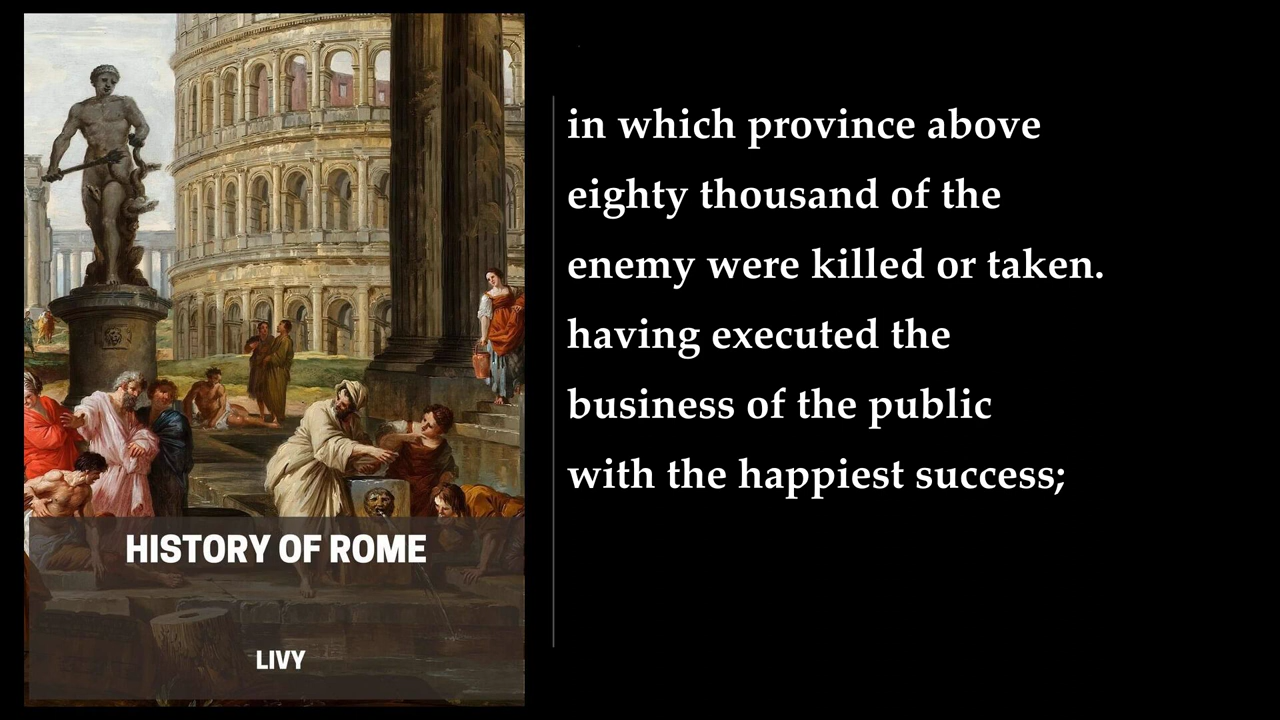 HISTORY OF ROME
LIVY
in which province above
eighty thousand of the
enemy were killed or taken.
having executed the
business of the public
with the happiest success;